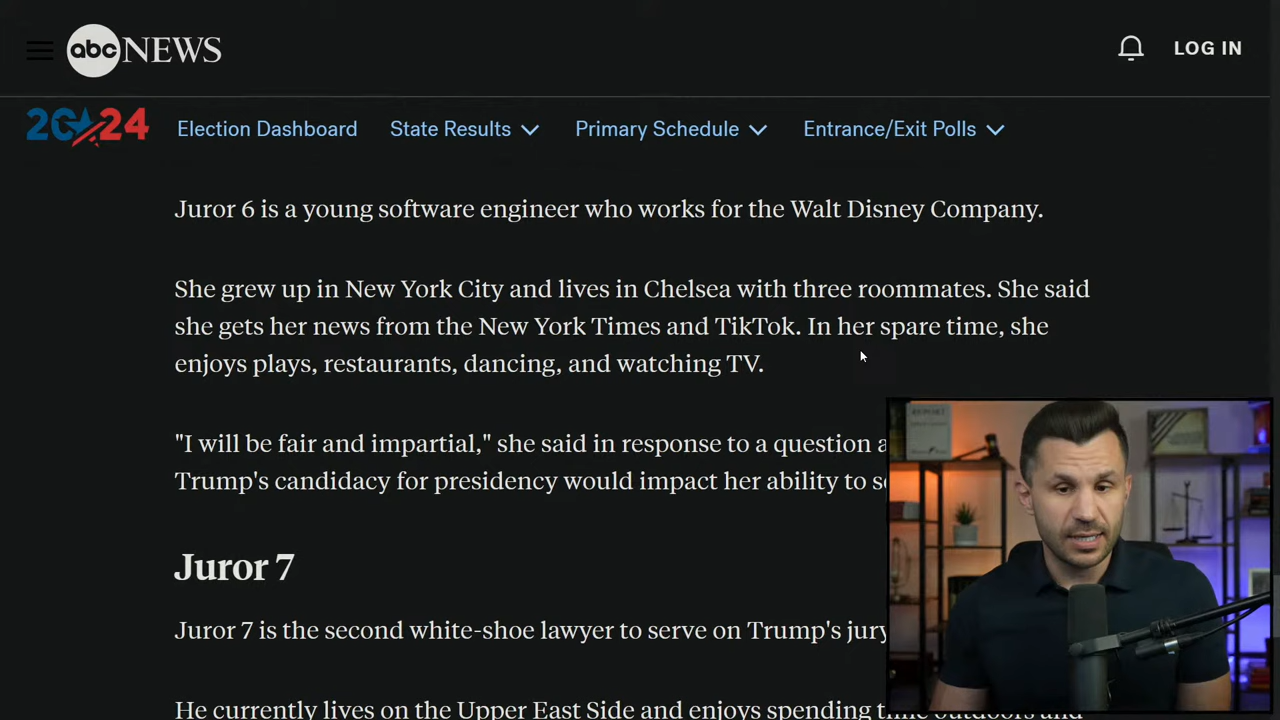 abc NEWS
LOG IN
2024
Election Dashboard
State Results
Primary Schedule
Entrance/Exit Polls
Juror 6 is a young software engineer who works for the Walt Disney Company.
She grew up in New York City and lives in Chelsea with three roommates. She said
she gets her news from the New York Times and TikTok. In her spare time, she
enjoys plays, restaurants, dancing, and watching TV.
"I will be fair and impartial," she said in response to a question
Trump's candidacy for presidency would impact her ability to
Juror 7
Juror 7 is the second white-shoe lawyer to serve on Trump's jury
He currently lives on the Upper East Side and enjoys spending time outdoors and